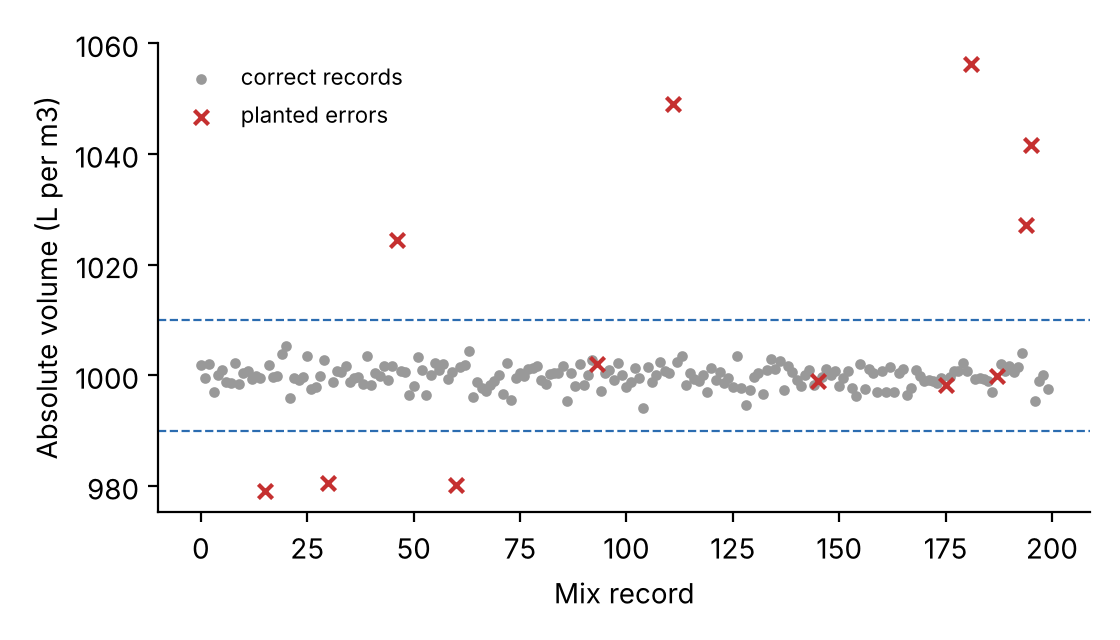 1060
1040
1020
1000
980
Absolute volume (L per m3)
correct records
planted errors
0 25 50 75 100 125 150 175 200
Mix record